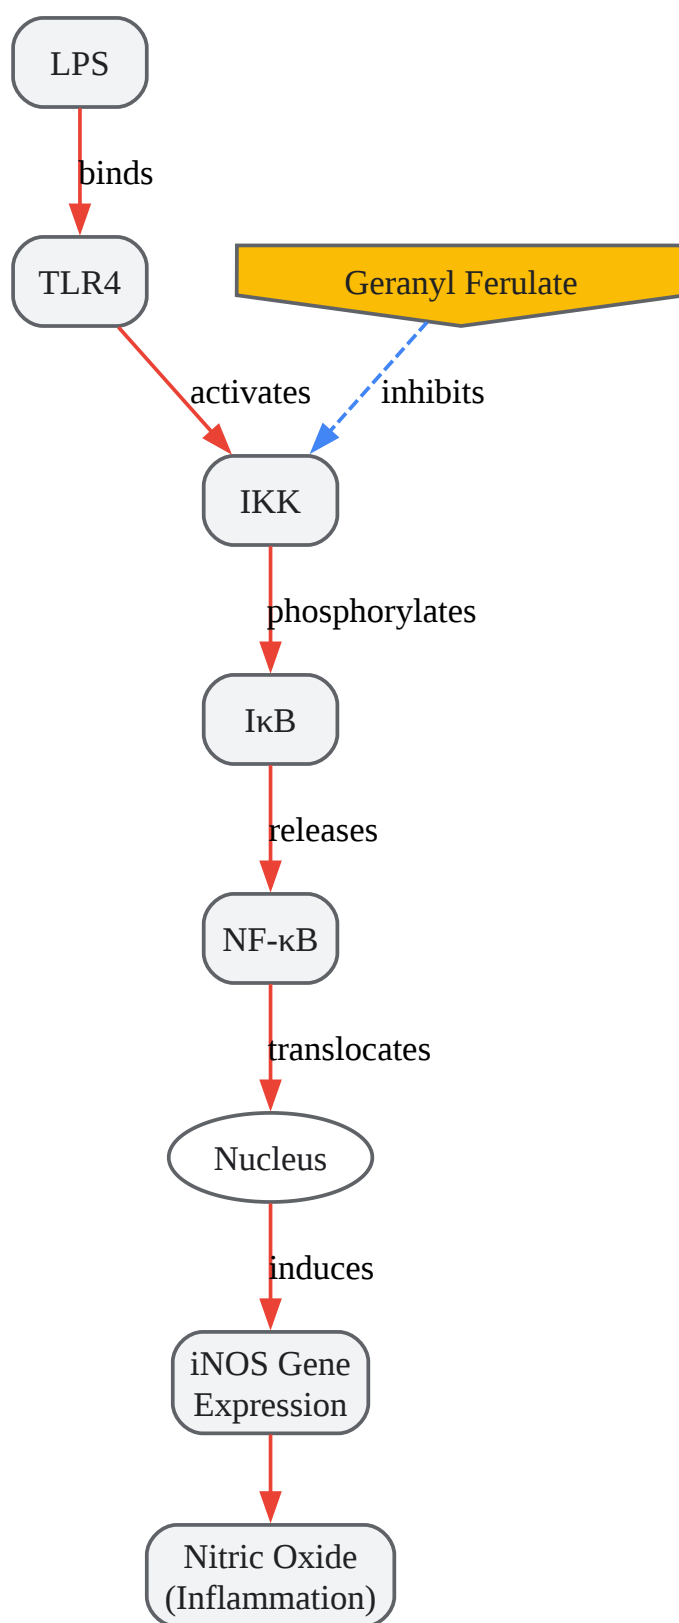 LPS
binds
TLR4
Geranyl Ferulate
activates
inhibits
IKK
phosphorylates
IκB
releases
NF-κB
translocates
Nucleus
induces
iNOS Gene
Expression
Nitric Oxide
(Inflammation)